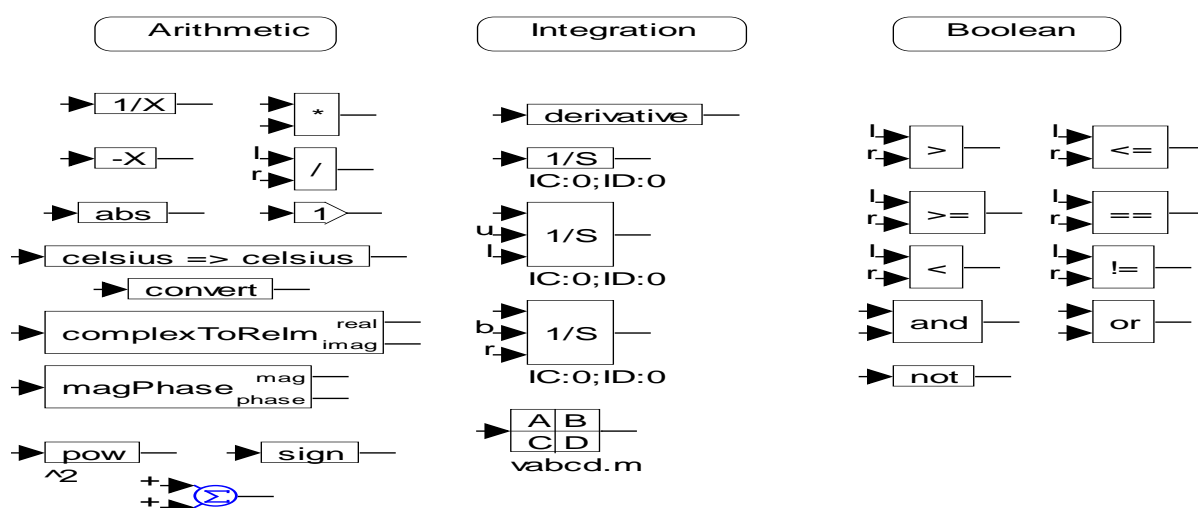 Arithmetic
1/X
*
-X
l
r
/
abs
1
celsius => celsius
convert
complexToReIm
real
imag
magPhase
mag
phase
pow
^2
sign
+
+
Σ
Integration
derivative
1/S
IC:0;ID:0
u
l
1/S
IC:0;ID:0
b
r
1/S
IC:0;ID:0
A B
C D
vabcd.m
Boolean
l
r
>
l
r
<=
l
r
>=
l
r
==
l
r
<
l
r
!=
and
or
not